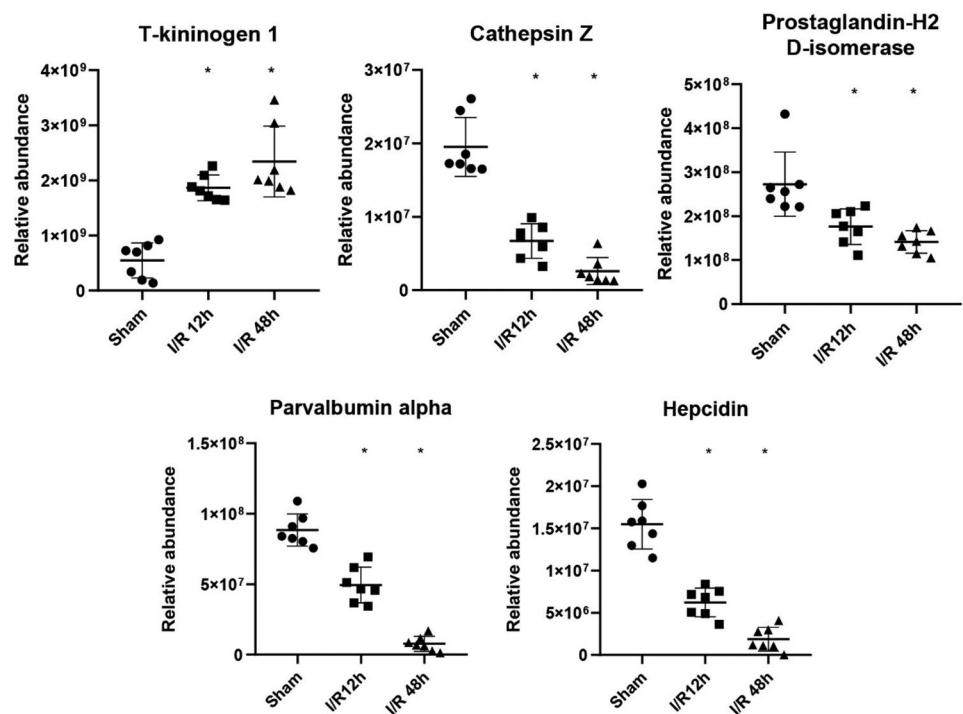 T-kininogen 1
* *
Relative abundance
4×10⁹
3×10⁹
2×10⁹
1×10⁹
0
Sham
I/R 12h
I/R 48h
Cathepsin Z
* *
Relative abundance
3×10⁷
2×10⁷
1×10⁷
0
Sham
I/R 12h
I/R 48h
Prostaglandin-H2
D-isomerase
* *
Relative abundance
5×10⁸
4×10⁸
3×10⁸
2×10⁸
1×10⁸
0
Sham
I/R 12h
I/R 48h
Parvalbumin alpha
* *
Relative abundance
1.5×10⁸
1×10⁸
5×10⁷
0
Sham
I/R12h
I/R 48h
Hepcidin
* *
Relative abundance
2.5×10⁷
2×10⁷
1.5×10⁷
1×10⁷
5×10⁶
0
Sham
I/R12h
I/R 48h